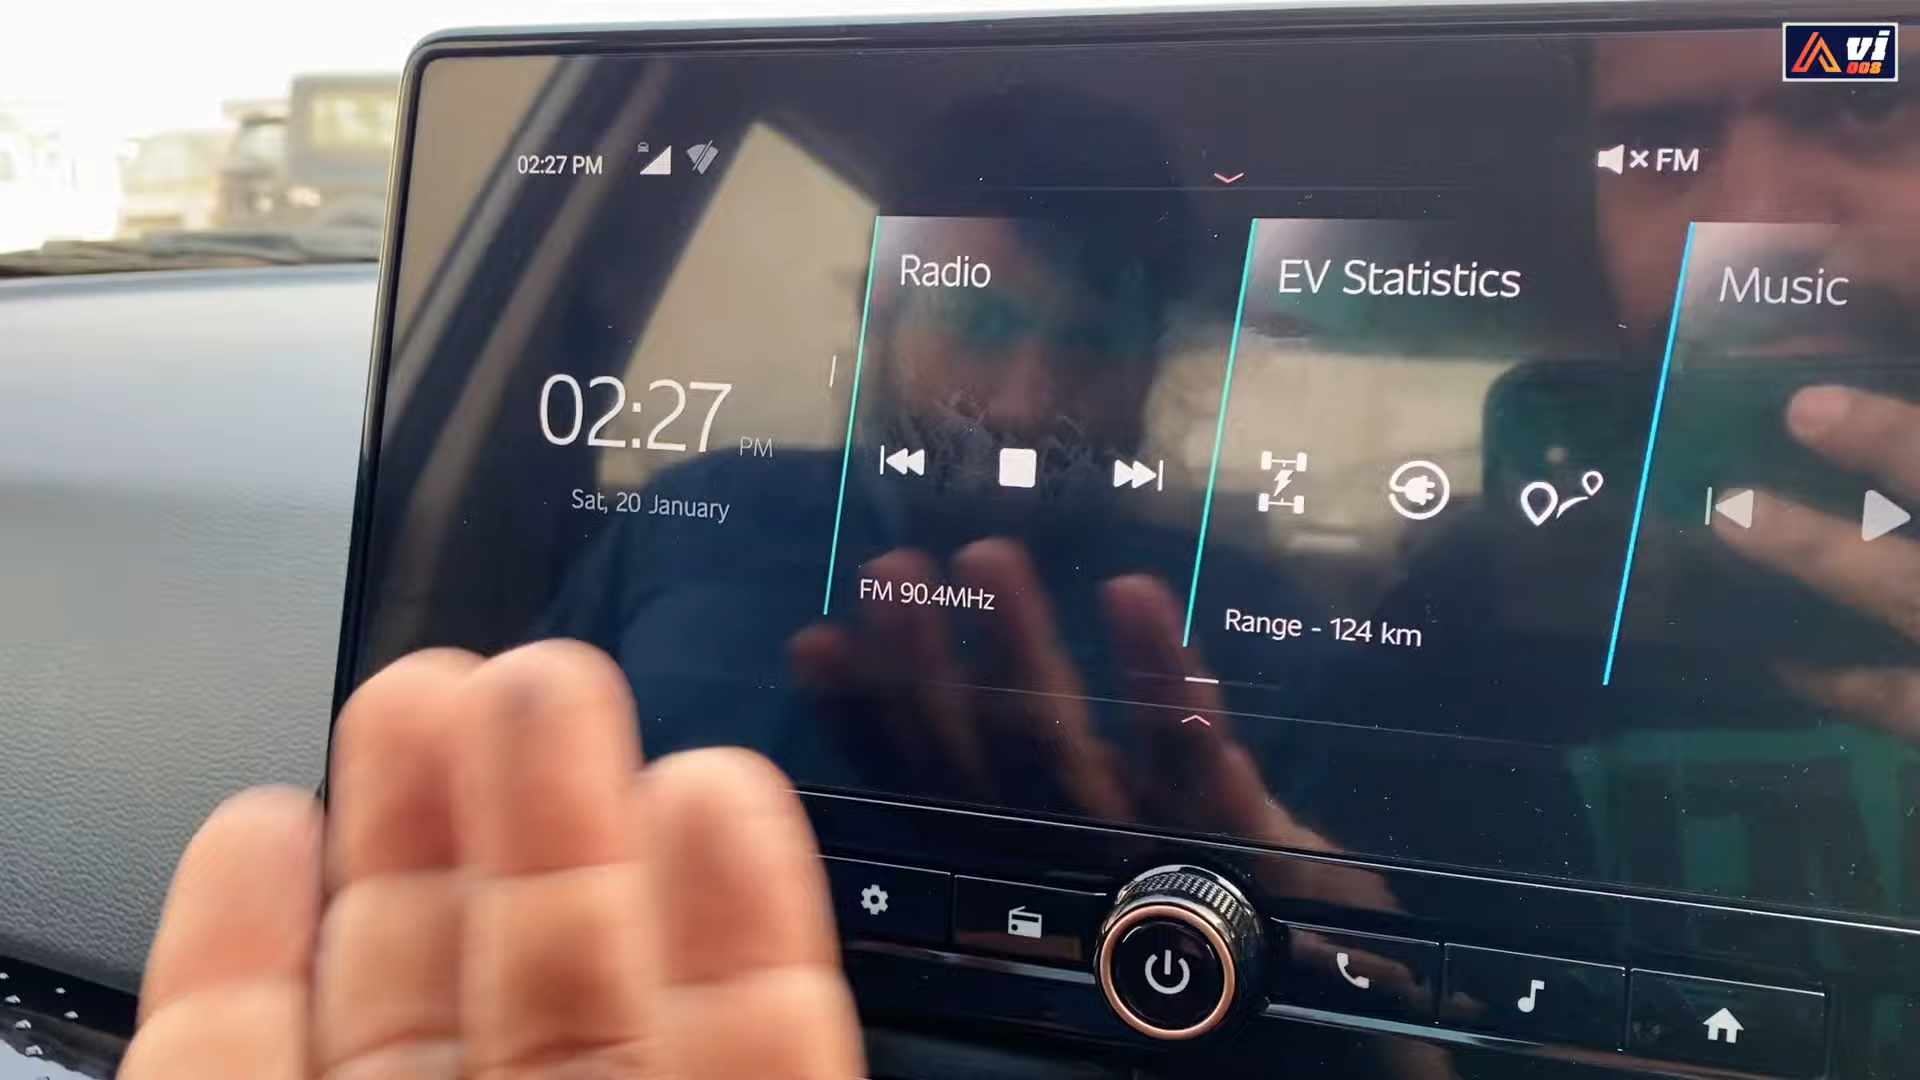 Avi
008
02:27 PM
× FM
Radio
EV Statistics
Music
02:27 PM
Sat, 20 January
FM 90.4MHz
Range - 124 km